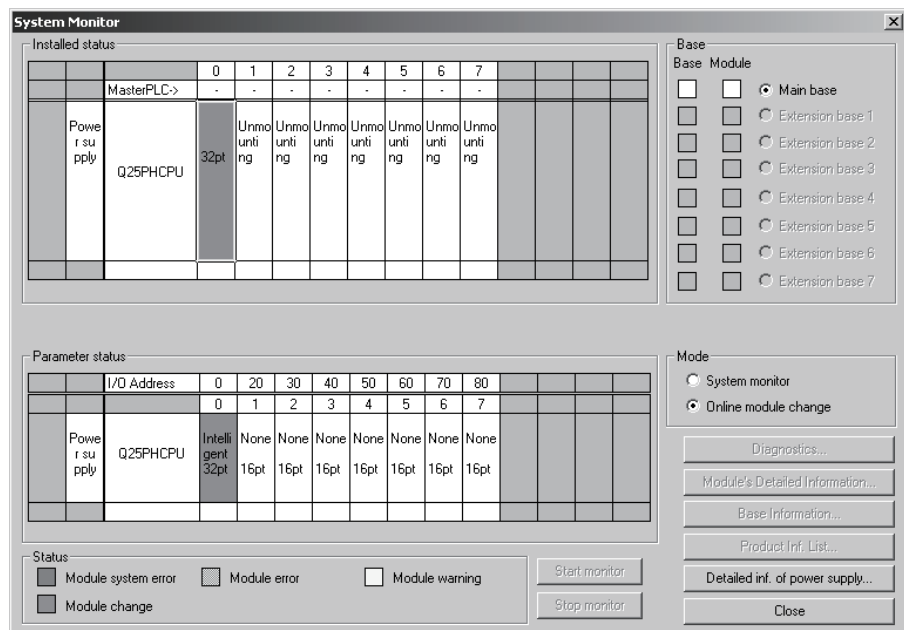 System Monitor
Installed status
0 1 2 3 4 5 6 7
MasterPLC-> - - - - - - - -
Powe
r su
pply
Q25PHCPU
32pt
Unmo
unti
ng
Unmo
unti
ng
Unmo
unti
ng
Unmo
unti
ng
Unmo
unti
ng
Unmo
unti
ng
Unmo
unti
ng
Base
Base Module
Main base
Extension base 1
Extension base 2
Extension base 3
Extension base 4
Extension base 5
Extension base 6
Extension base 7
Parameter status
I/O Address 0 20 30 40 50 60 70 80
0 1 2 3 4 5 6 7
Powe
r su
pply
Q25PHCPU
Intelli
gent
32pt
None
16pt
None
16pt
None
16pt
None
16pt
None
16pt
None
16pt
None
16pt
Mode
System monitor
Online module change
Diagnostics...
Module's Detailed Information...
Base Information...
Product Inf. List...
Detailed inf. of power supply...
Close
Status
Module system error
Module error
Module warning
Module change
Start monitor
Stop monitor